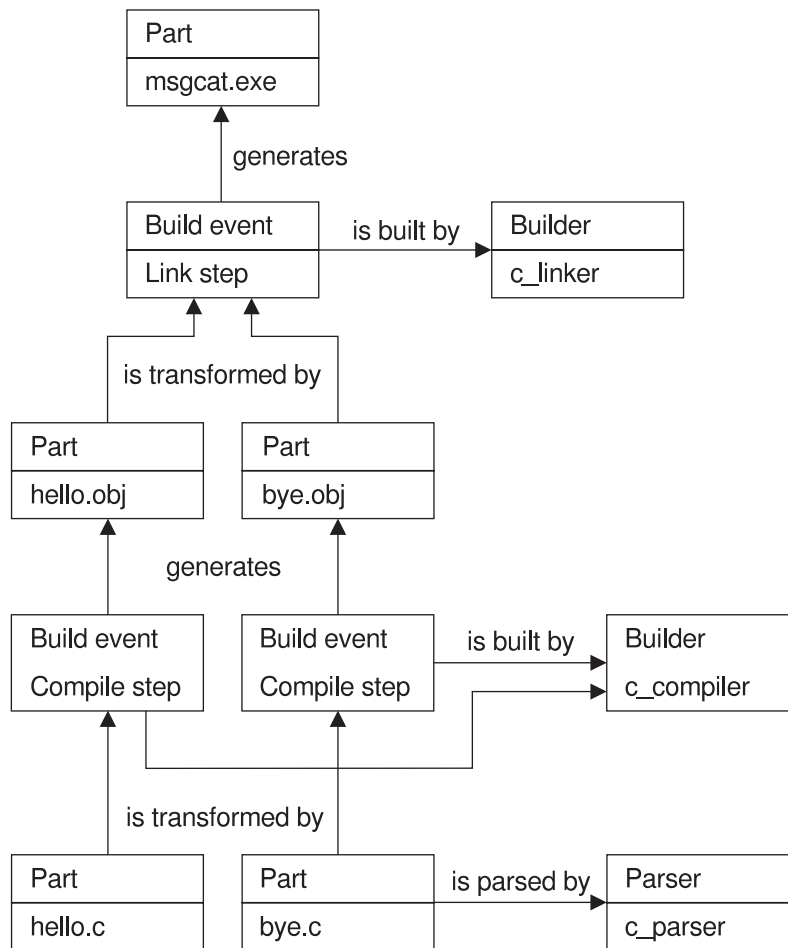 Part
msgcat.exe
generates
Build event
Link step
is built by
Builder
c_linker
is transformed by
Part
hello.obj
Part
bye.obj
generates
Build event
Compile step
Build event
Compile step
is built by
Builder
c_compiler
is transformed by
Part
hello.c
Part
bye.c
is parsed by
Parser
c_parser